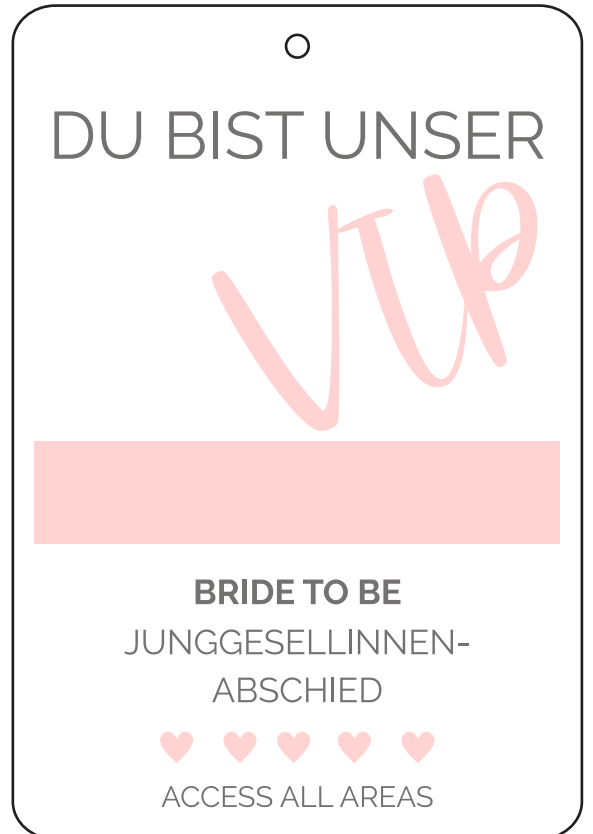 DU BIST UNSER
VIP
BRIDE TO BE
JUNGGESELLINNEN-
ABSCHIED
ACCESS ALL AREAS